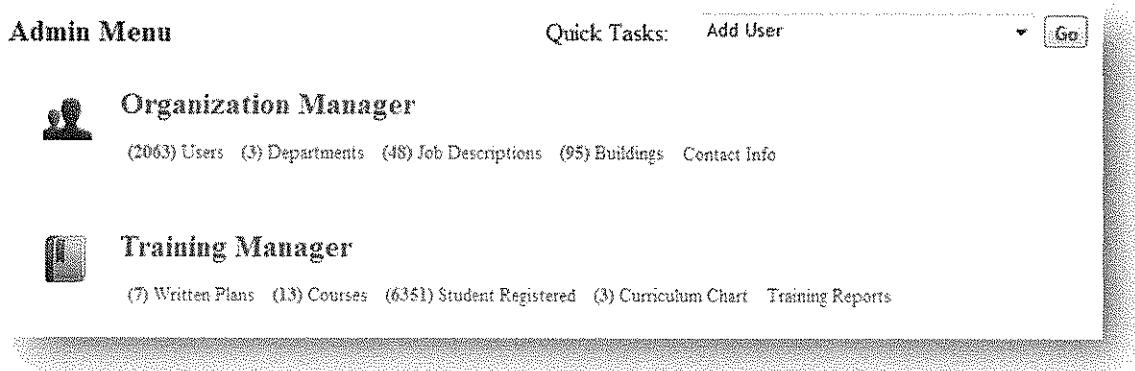 Admin Menu Quick Tasks: Add User Go
Organization Manager
(2063) Users (3) Departments (48) Job Descriptions (95) Buildings Contact Info
Training Manager
(7) Written Plans (13) Courses (6351) Student Registered (3) Curriculum Chart Training Reports